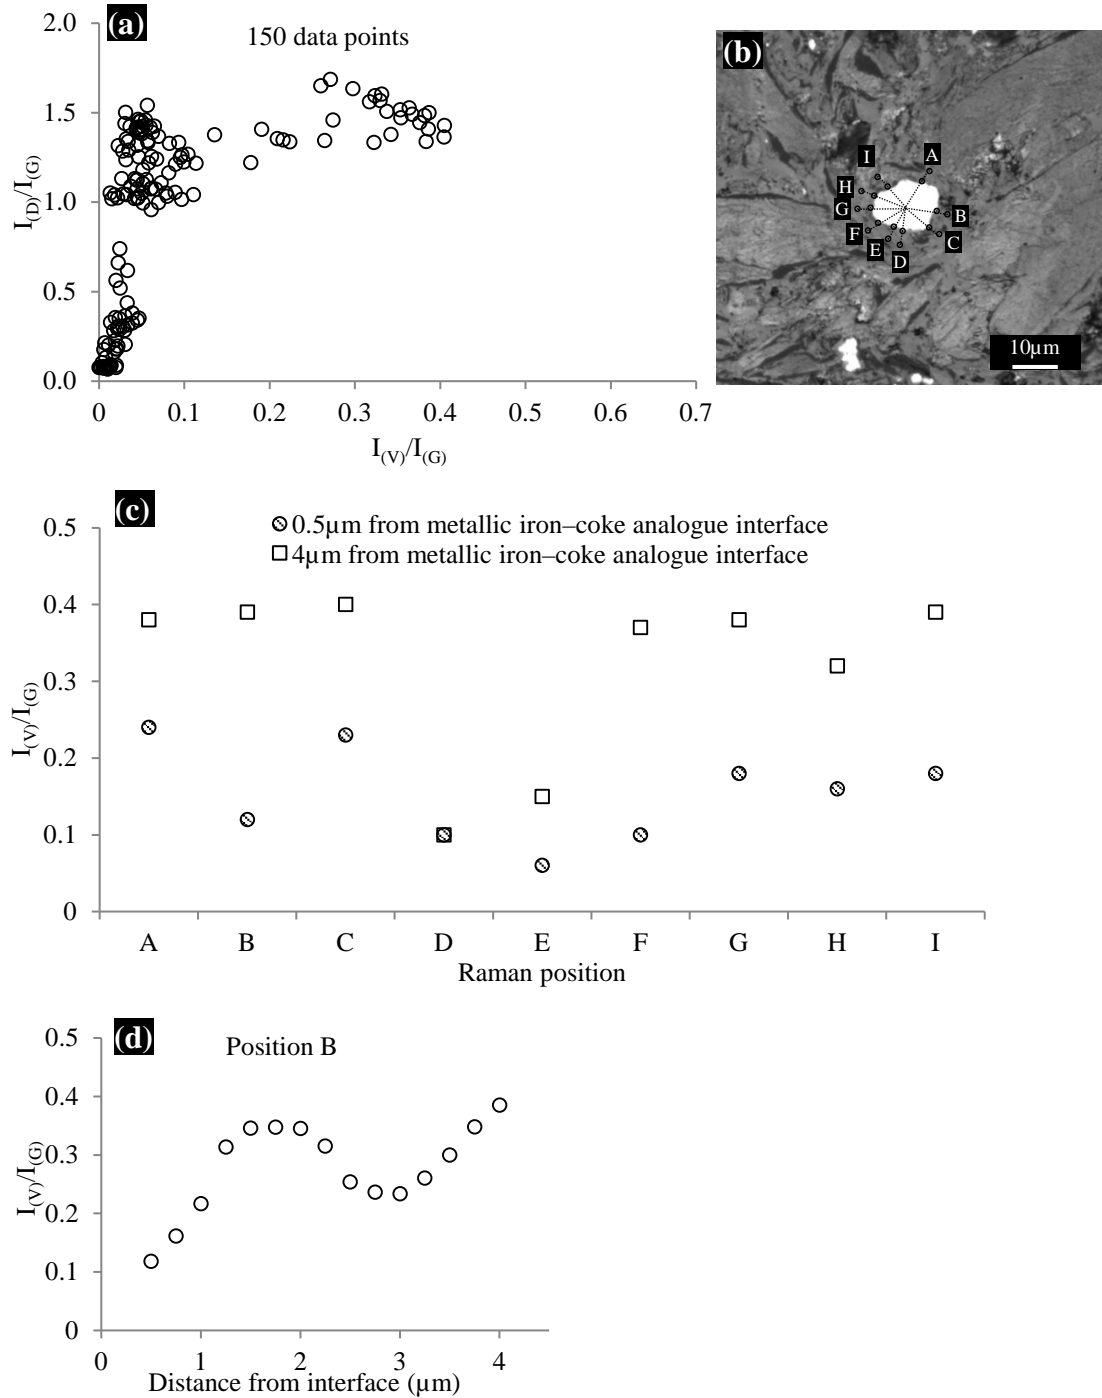 (a)
150 data points
2.0
1.5
1.0
0.5
0.0
I(D)/I(G)
0 0.1 0.2 0.3 0.4 0.5 0.6 0.7
I(V)/I(G)
(b)
A
I
H
B
G
C
F
E
D
10µm
(c)
0.5µm from metallic iron–coke analogue interface
4µm from metallic iron–coke analogue interface
0.5
0.4
0.3
0.2
0.1
0
I(V)/I(G)
A B C D E F G H I
Raman position
(d)
Position B
0.5
0.4
0.3
0.2
0.1
0
I(V)/I(G)
0 1 2 3 4
Distance from interface (µm)